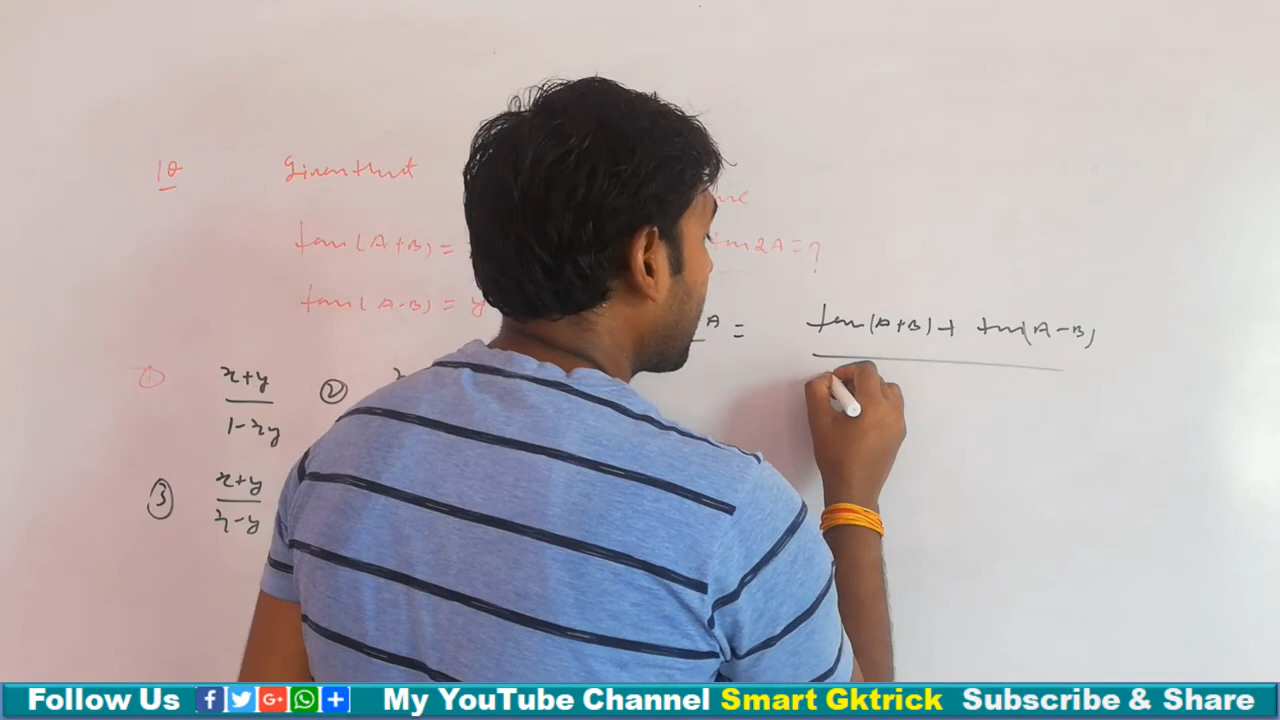 1Q Given that
tan(A+B) = tan2A = ?
tan(A-B) = y
A = tan(A+B) + tan(A-B)
① x+y
1-xy
②
③ x+y
x-y
Follow Us My YouTube Channel Smart Gktrick Subscribe & Share